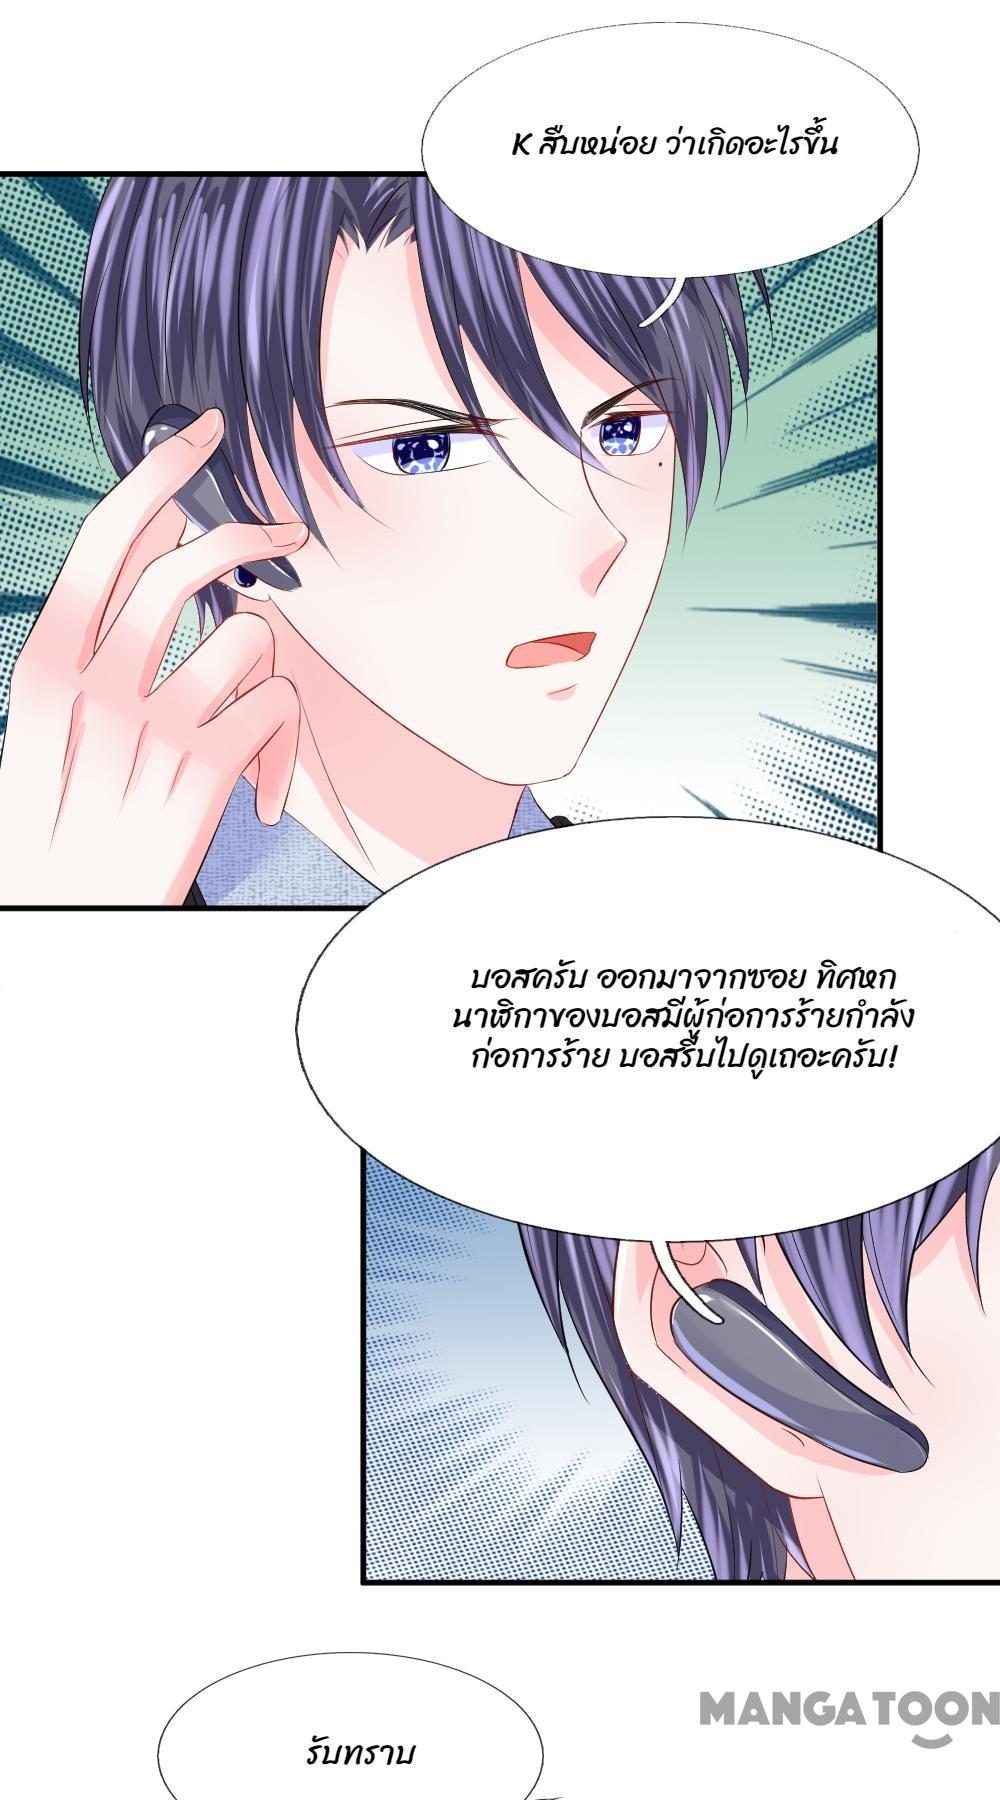 K สืบหน่อย ว่าเกิดอะไรขึ้น
บอสครับ ออกมาจากซอย ทิศหก
นาฬิกาของบอสมีผู้ก่อการร้ายกำลัง
ก่อการร้าย บอสรีบไปดูเถอะครับ!
MANGATOON
รับทราบ